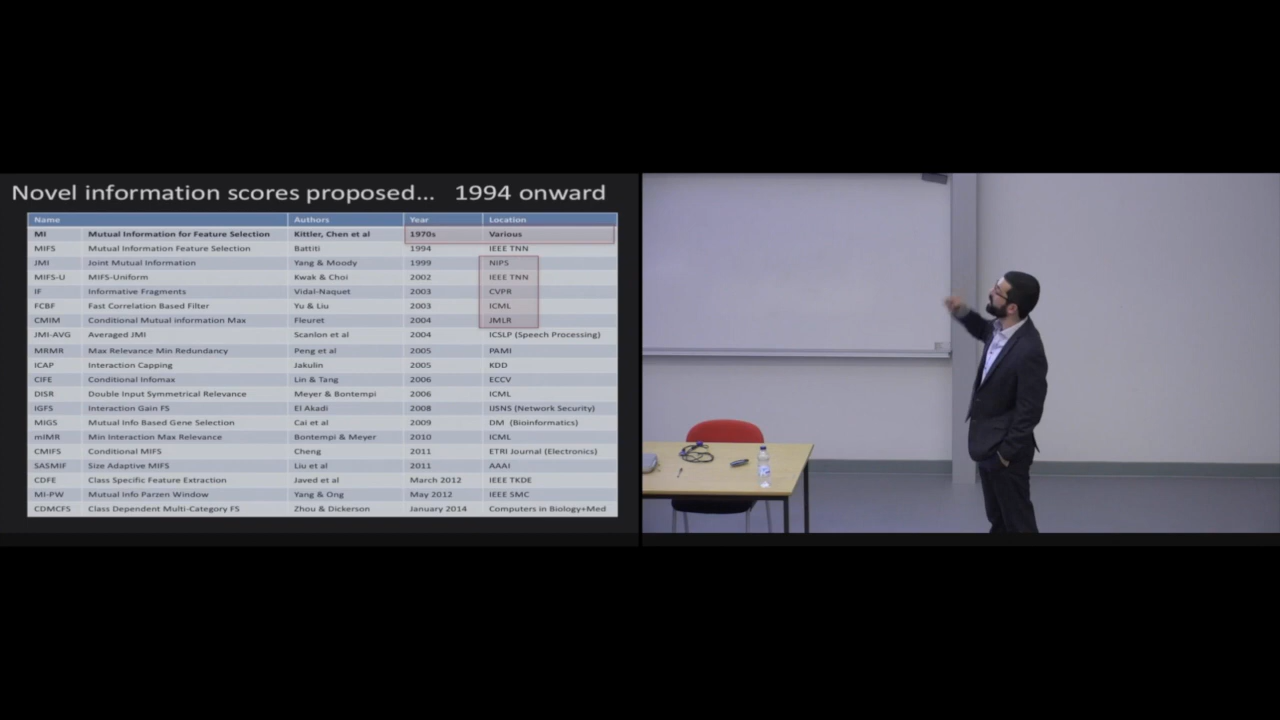 Novel information scores proposed... 1994 onward
Name Authors Year Location
MI Mutual Information for Feature Selection Kittler, Chen et al 1970s Various
MIFS Mutual Information Feature Selection Battiti 1994 IEEE TNN
JMI Joint Mutual Information Yang & Moody 1999 NIPS
MIFS-U MIFS-Uniform Kwak & Choi 2002 IEEE TNN
IF Informative Fragments Vidal-Naquet 2003 CVPR
FCBF Fast Correlation Based Filter Yu & Liu 2003 ICML
CMIM Conditional Mutual information Max Fleuret 2004 JMLR
JMI-AVG Averaged JMI Scanlon et al 2004 ICSLP (Speech Processing)
MRMR Max Relevance Min Redundancy Peng et al 2005 PAMI
ICAP Interaction Capping Jakulin 2005 KDD
CIFE Conditional Infomax Lin & Tang 2006 ECCV
DISR Double Input Symmetrical Relevance Meyer & Bontempi 2006 ICML
IGFS Interaction Gain FS El Akadi 2008 IJSNS (Network Security)
MIGS Mutual Info Based Gene Selection Cai et al 2009 DM (Bioinformatics)
mIMR Min Interaction Max Relevance Bontempi & Meyer 2010 ICML
CMIFS Conditional MIFS Cheng 2011 ETRI Journal (Electronics)
SASMIF Size Adaptive MIFS Liu et al 2011 AAAI
CDFE Class Specific Feature Extraction Javed et al March 2012 IEEE TKDE
MI-PW Mutual Info Parzen Window Yang & Ong May 2012 IEEE SMC
CDMCFS Class Dependent Multi-Category FS Zhou & Dickerson January 2014 Computers in Biology+Med